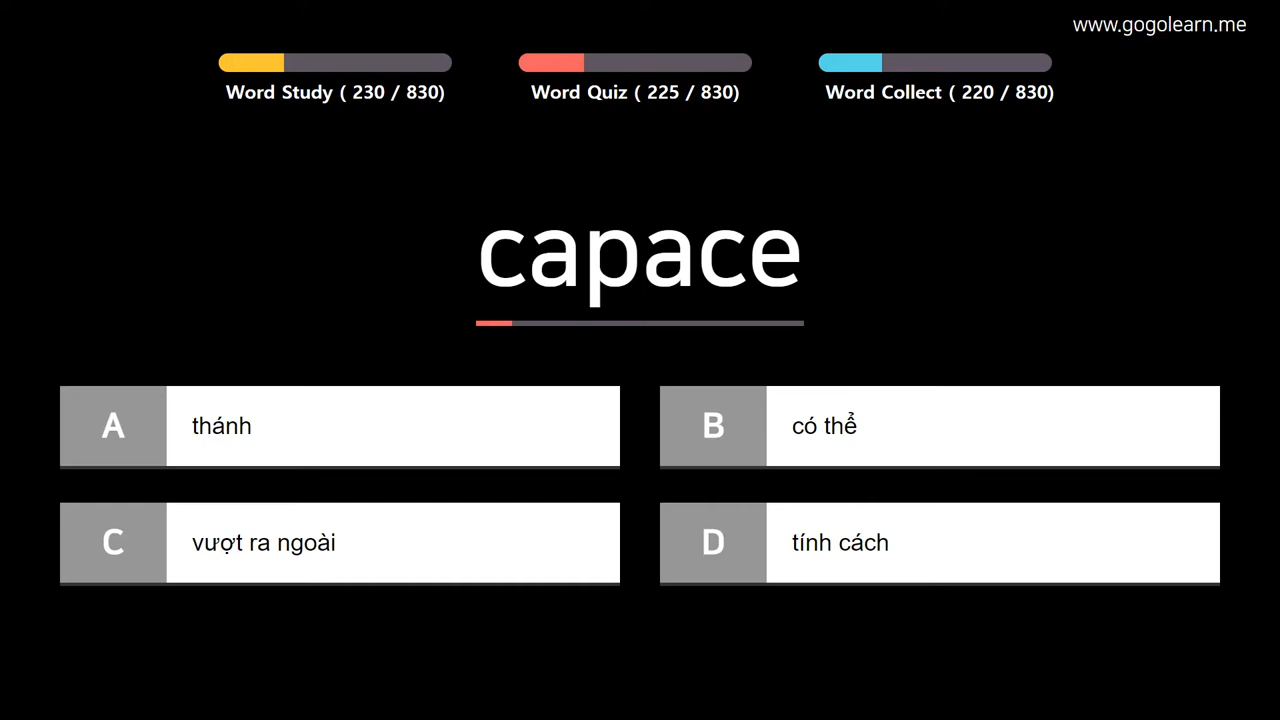 www.gogolearn.me
Word Study ( 230 / 830)
Word Quiz ( 225 / 830)
Word Collect ( 220 / 830)
capace
A thánh
B có thể
C vượt ra ngoài
D tính cách